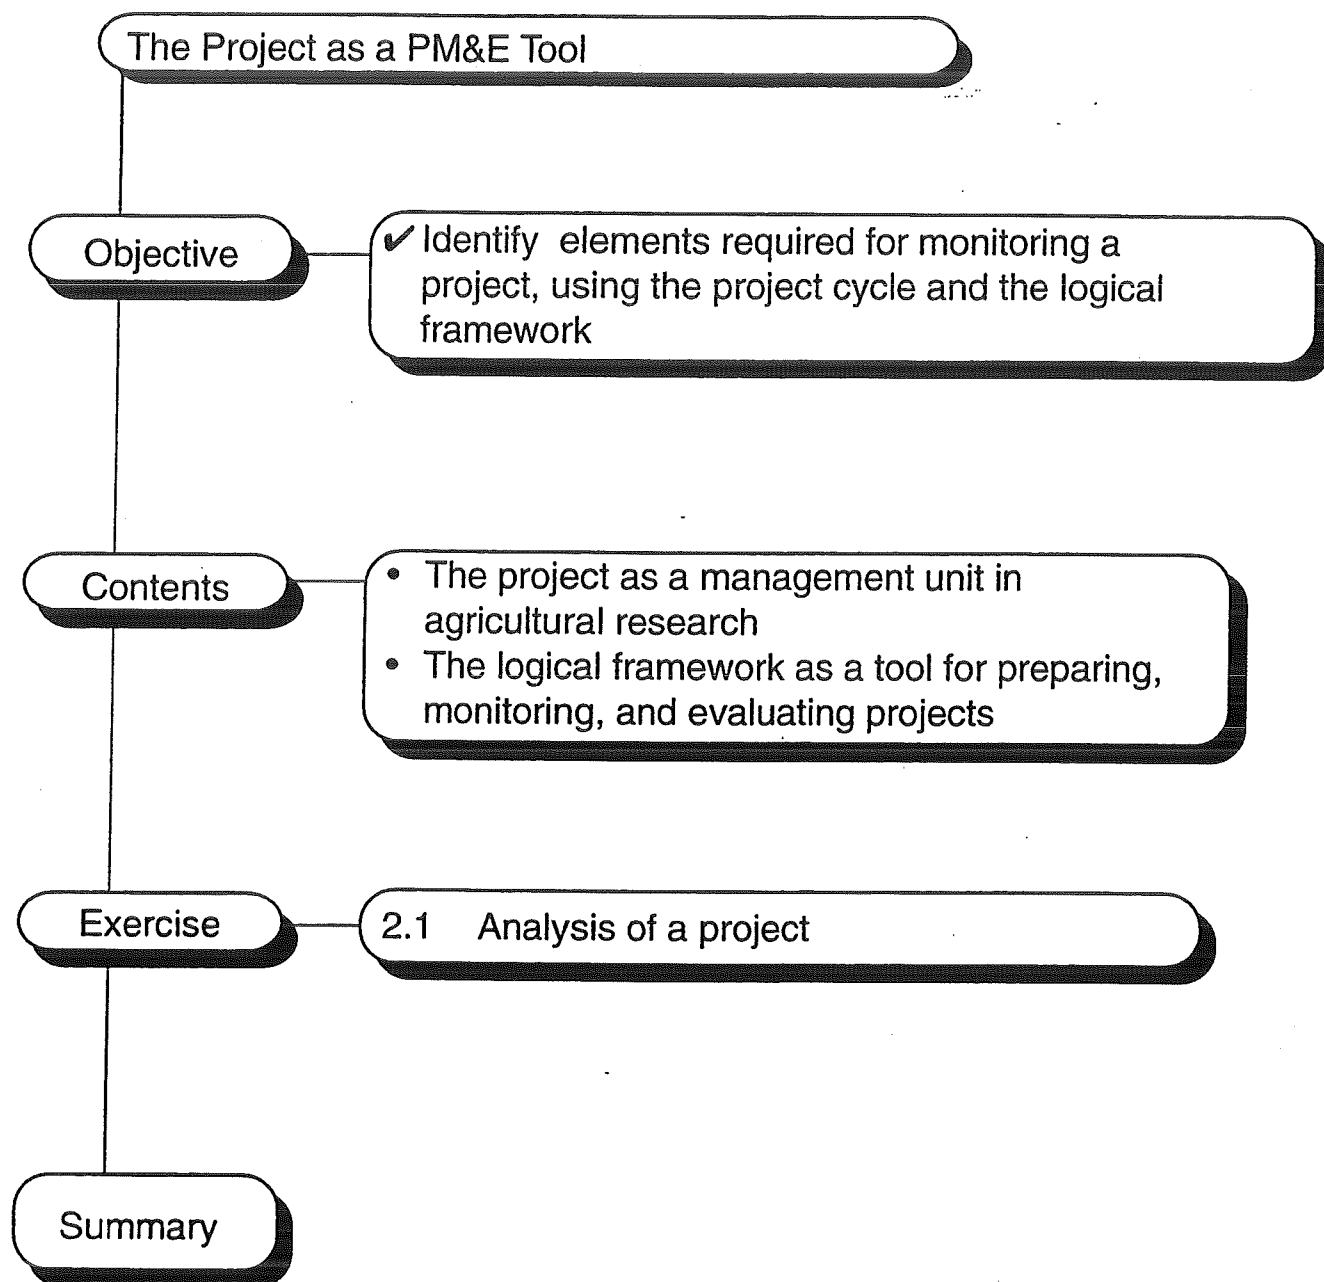 The Project as a PM&E Tool
Objective
✔ Identify elements required for monitoring a
project, using the project cycle and the logical
framework
Contents
• The project as a management unit in
agricultural research
• The logical framework as a tool for preparing,
monitoring, and evaluating projects
Exercise
2.1 Analysis of a project
Summary